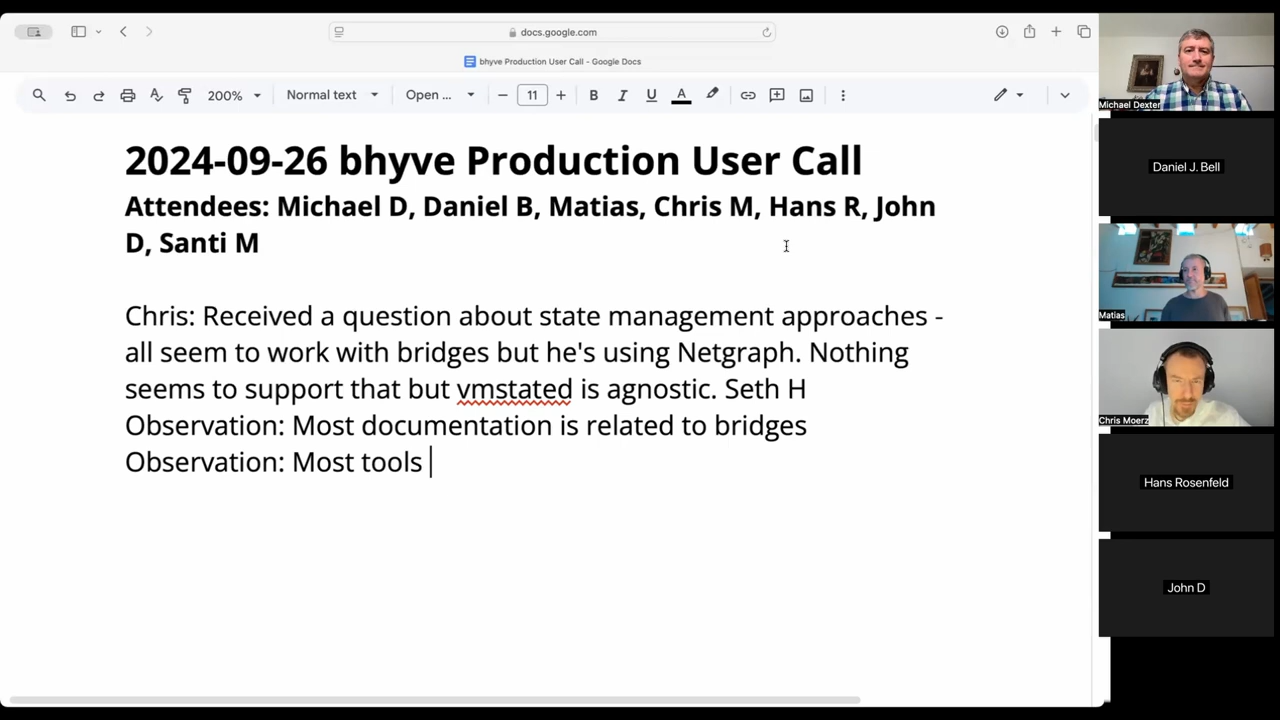 docs.google.com
bhyve Production User Call - Google Docs
200%
Normal text
Open ...
11
B
I
U
A
2024-09-26 bhyve Production User Call
Attendees: Michael D, Daniel B, Matias, Chris M, Hans R, John
D, Santi M
Chris: Received a question about state management approaches -
all seem to work with bridges but he's using Netgraph. Nothing
seems to support that but vmstated is agnostic. Seth H
Observation: Most documentation is related to bridges
Observation: Most tools
Michael Dexter
Daniel J. Bell
Matias
Chris Moerz
Hans Rosenfeld
John D